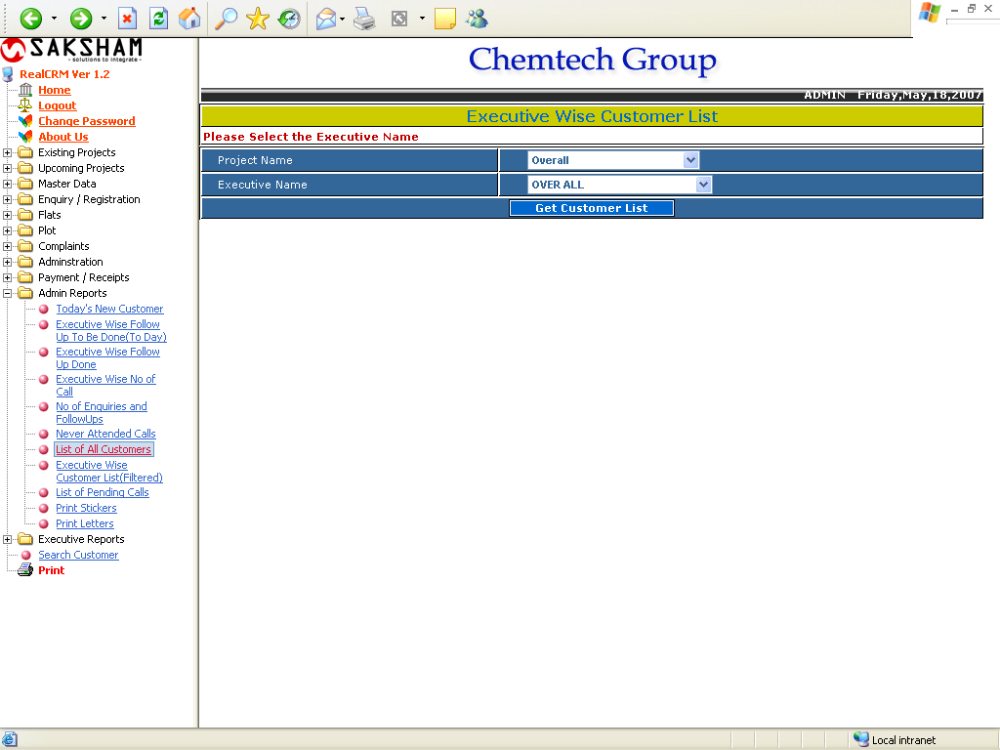 SAKSHAM
- solutions to integrate -
RealCRM Ver 1.2
Home
Logout
Change Password
About Us
Existing Projects
Upcoming Projects
Master Data
Enquiry / Registration
Flats
Plot
Complaints
Adminstration
Payment / Receipts
Admin Reports
Today's New Customer
Executive Wise Follow
Up To Be Done(To Day)
Executive Wise Follow
Up Done
Executive Wise No of
Call
No of Enquiries and
FollowUps
Never Attended Calls
List of All Customers
Executive Wise
Customer List(Filtered)
List of Pending Calls
Print Stickers
Print Letters
Executive Reports
Search Customer
Print
Chemtech Group
ADMIN Friday,May,18,2007
Executive Wise Customer List
Please Select the Executive Name
Project Name Overall
Executive Name OVER ALL
Get Customer List
Local intranet